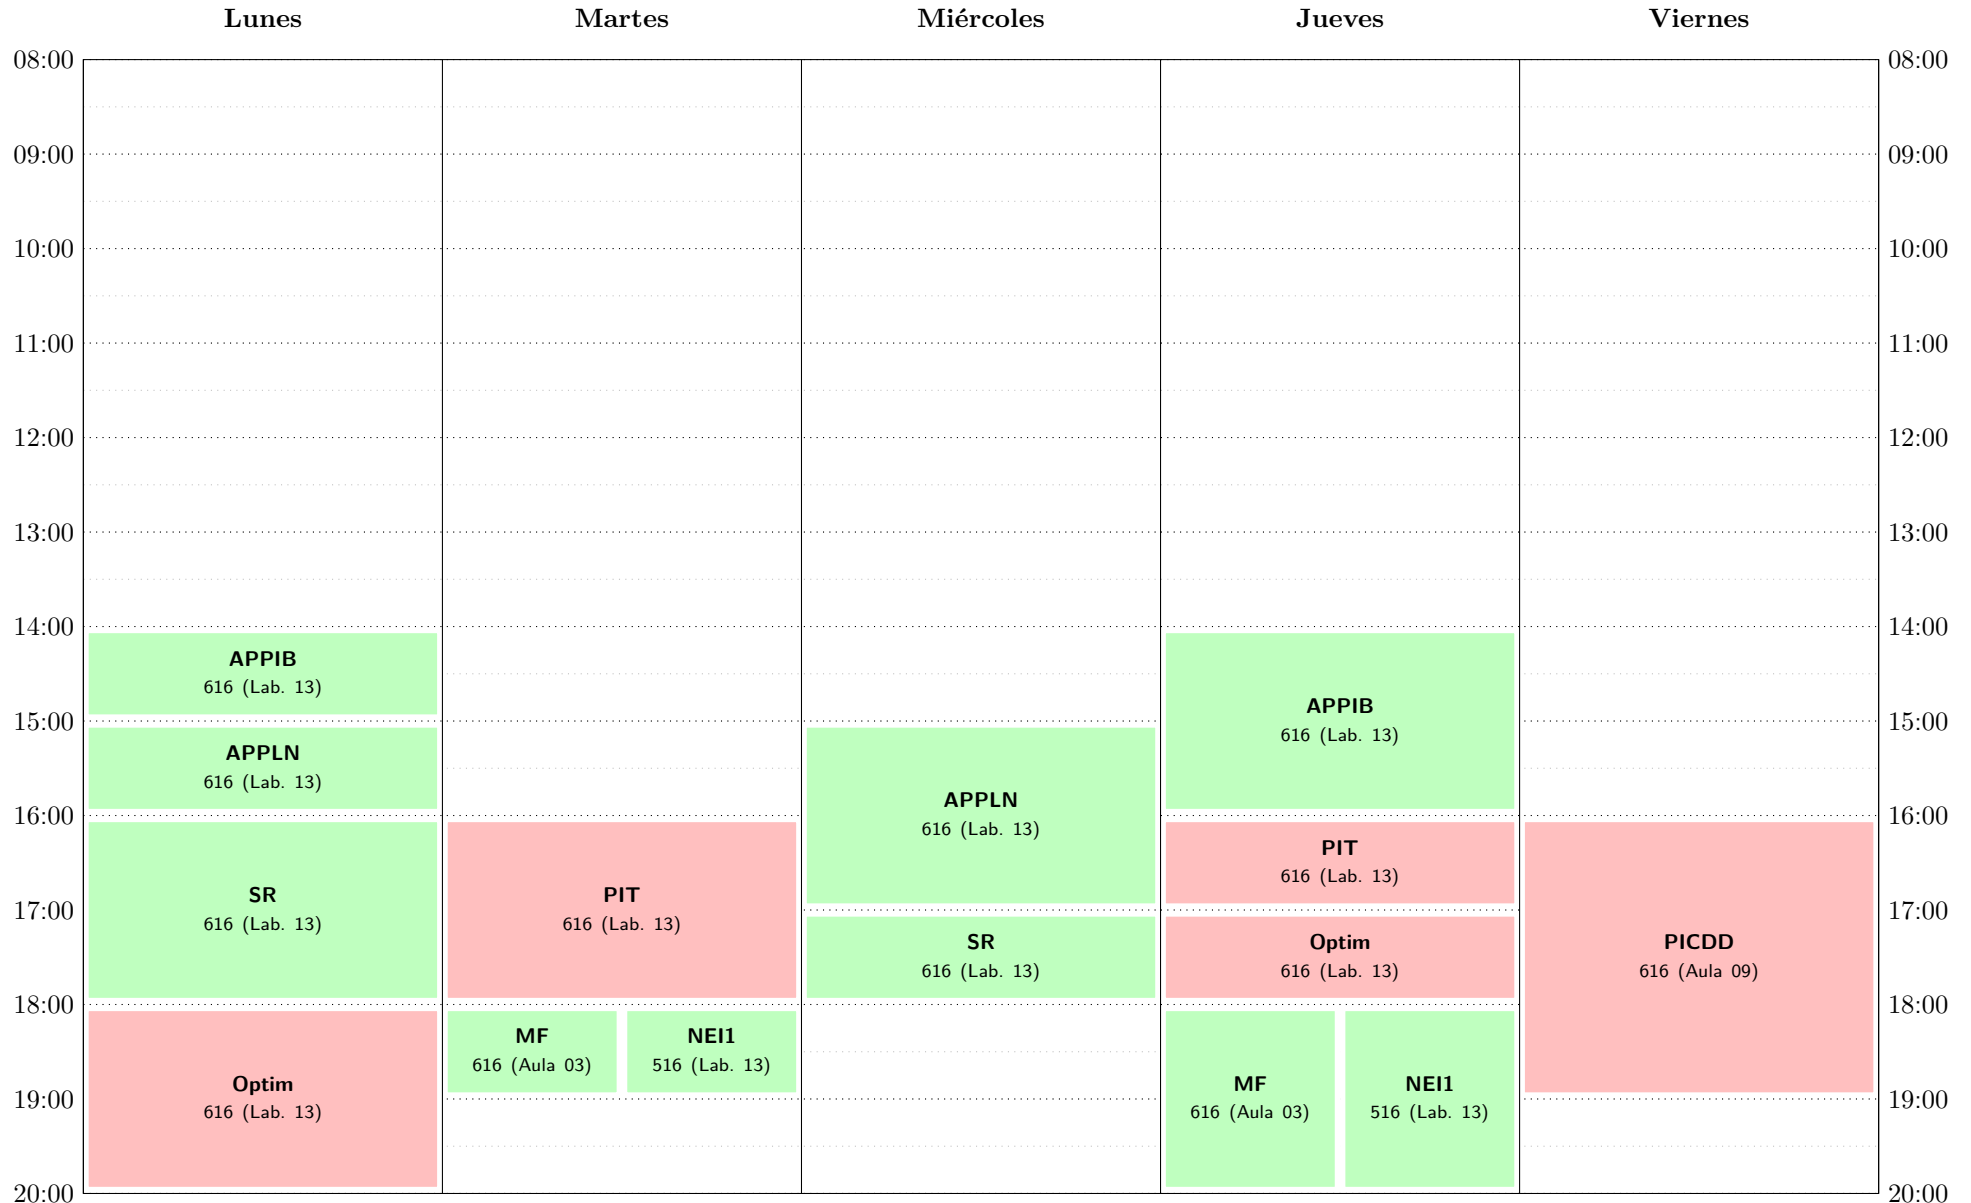 Lunes Martes Miércoles Jueves Viernes
08:00 08:00
09:00 09:00
10:00 10:00
11:00 11:00
12:00 12:00
13:00 13:00
14:00 14:00
APPIB
616 (Lab. 13)
APPIB
616 (Lab. 13)
15:00 15:00
APPLN
616 (Lab. 13)
APPLN
616 (Lab. 13)
16:00 16:00
SR
616 (Lab. 13)
PIT
616 (Lab. 13)
PIT
616 (Lab. 13)
PICDD
616 (Aula 09)
17:00 17:00
SR
616 (Lab. 13)
Optim
616 (Lab. 13)
18:00 18:00
Optim
616 (Lab. 13)
MF
616 (Aula 03)
NEI1
516 (Lab. 13)
MF
616 (Aula 03)
NEI1
516 (Lab. 13)
19:00 19:00
20:00 20:00